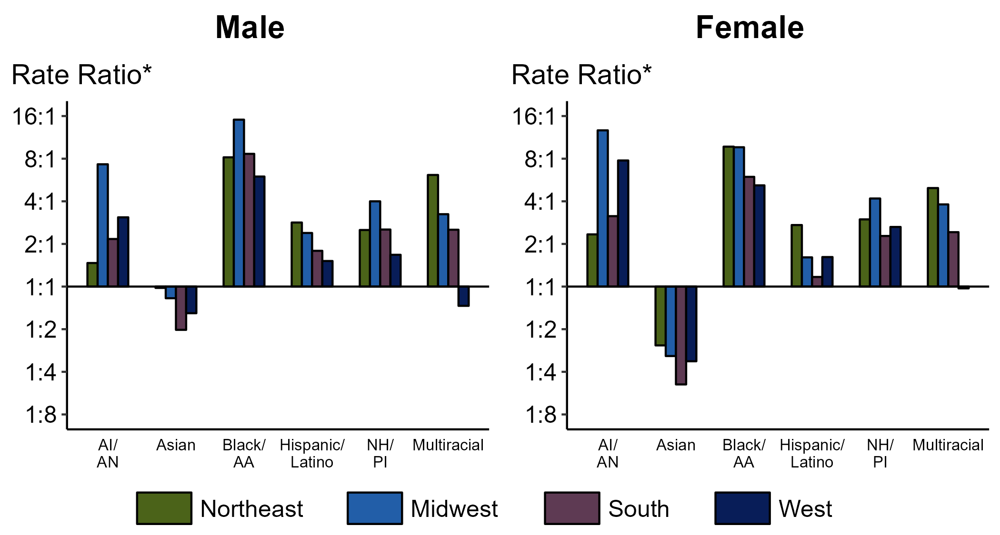 Male
Rate Ratio*
16:1
8:1
4:1
2:1
1:1
1:2
1:4
1:8
AI/
AN
Asian
Black/
AA
Hispanic/
Latino
NH/
PI
Multiracial
Female
Rate Ratio*
16:1
8:1
4:1
2:1
1:1
1:2
1:4
1:8
AI/
AN
Asian
Black/
AA
Hispanic/
Latino
NH/
PI
Multiracial
Northeast
Midwest
South
West